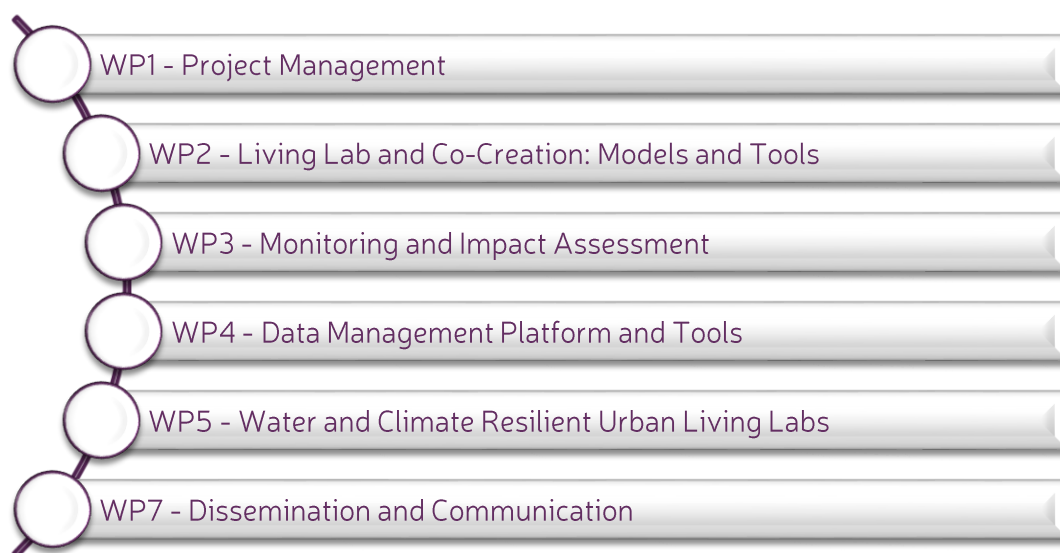 WP1 - Project Management
WP2 - Living Lab and Co-Creation: Models and Tools
WP3 - Monitoring and Impact Assessment
WP4 - Data Management Platform and Tools
WP5 - Water and Climate Resilient Urban Living Labs
WP7 - Dissemination and Communication